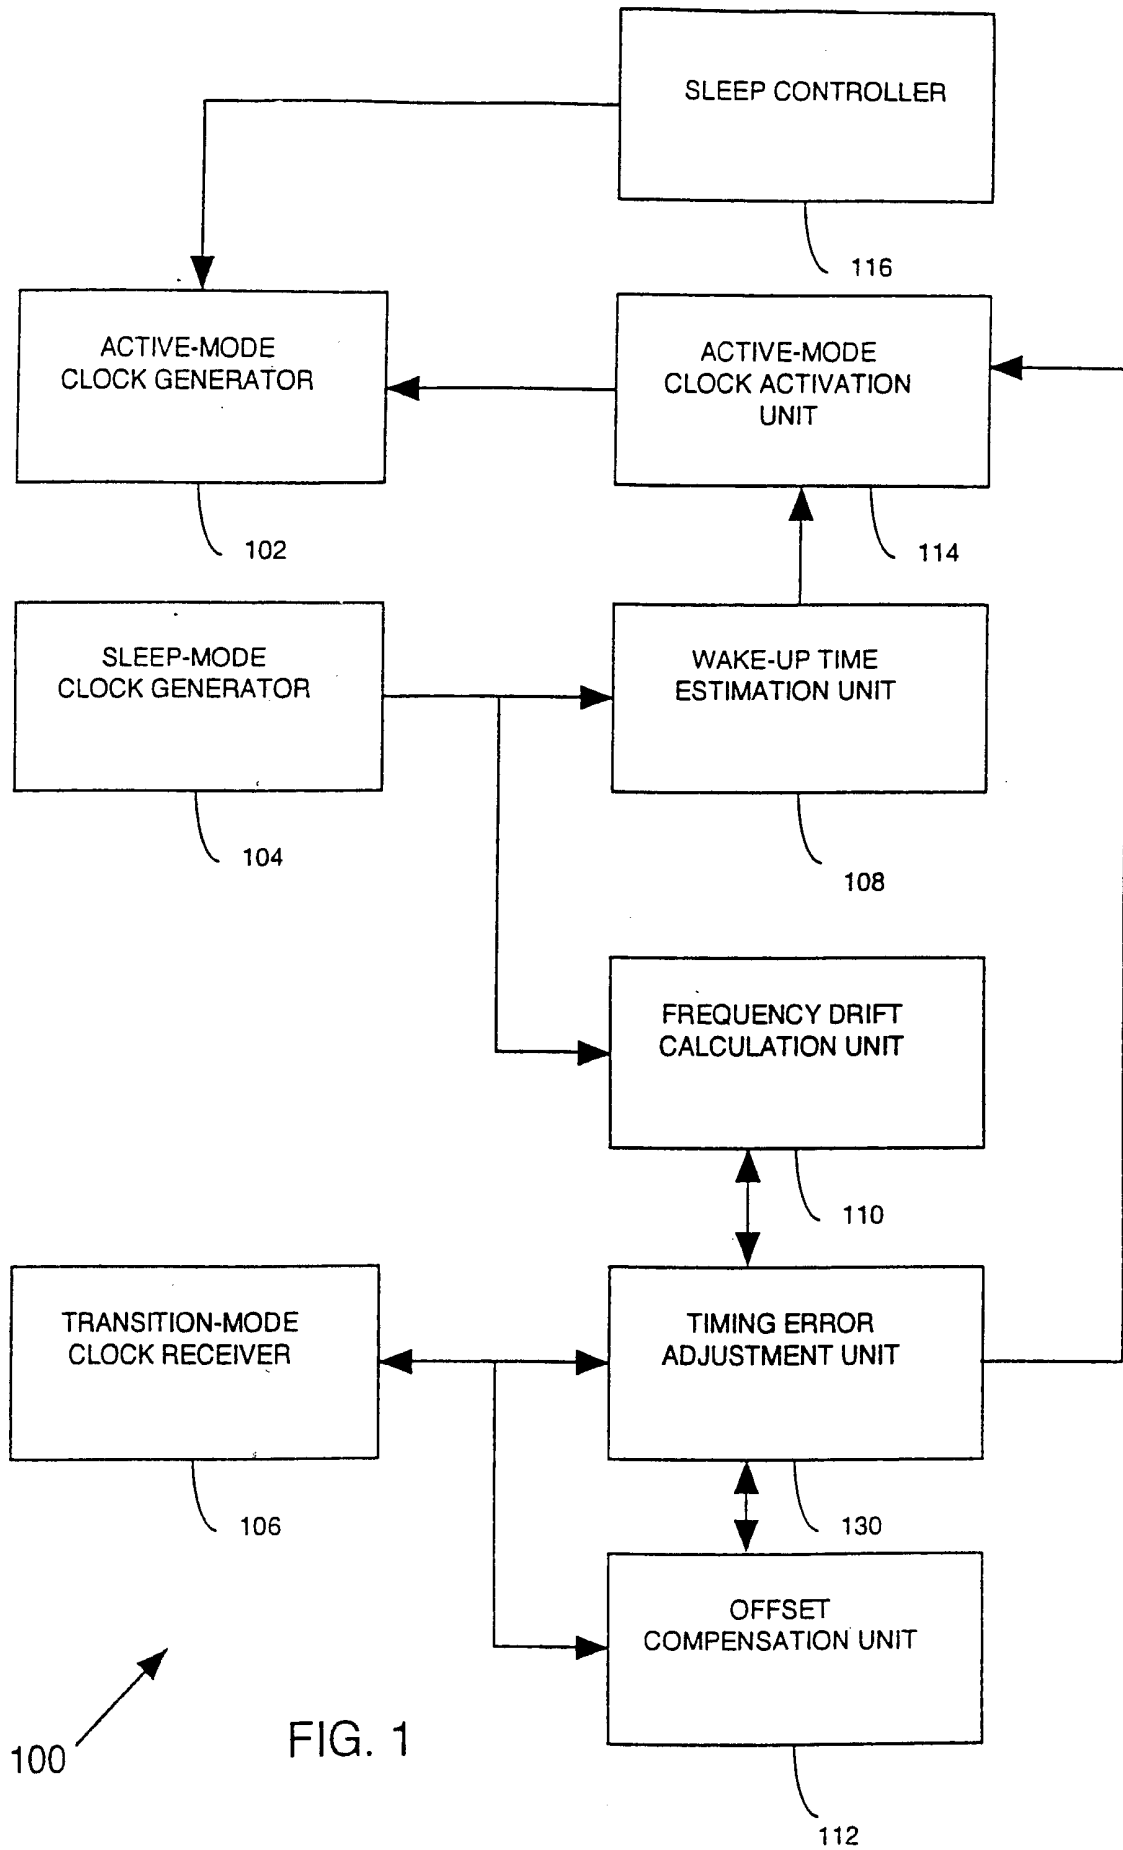 SLEEP CONTROLLER
116
ACTIVE-MODE
CLOCK GENERATOR
102
ACTIVE-MODE
CLOCK ACTIVATION
UNIT
114
SLEEP-MODE
CLOCK GENERATOR
104
WAKE-UP TIME
ESTIMATION UNIT
108
FREQUENCY DRIFT
CALCULATION UNIT
110
TRANSITION-MODE
CLOCK RECEIVER
106
TIMING ERROR
ADJUSTMENT UNIT
130
OFFSET
COMPENSATION UNIT
112
100
FIG. 1